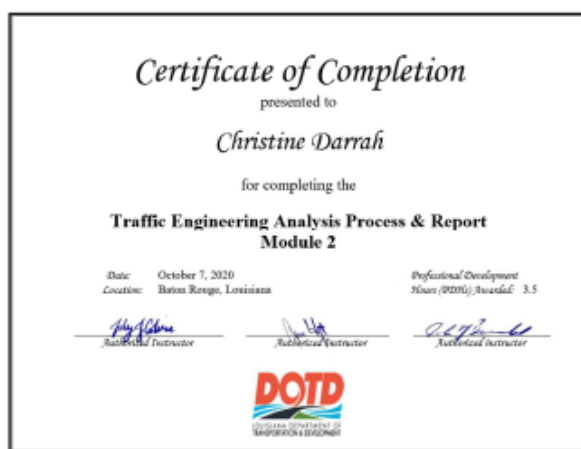 Certificate of Completion
presented to
Christine Darrah
for completing the
Traffic Engineering Analysis Process & Report
Module 2
Date: October 7, 2020
Location: Baton Rouge, Louisiana
Professional Development
Hours (PDHs) Awarded: 3.5
Authorized Instructor
Authorized Instructor
Authorized Instructor
DOTD
LOUISIANA DEPARTMENT OF
TRANSPORTATION & DEVELOPMENT